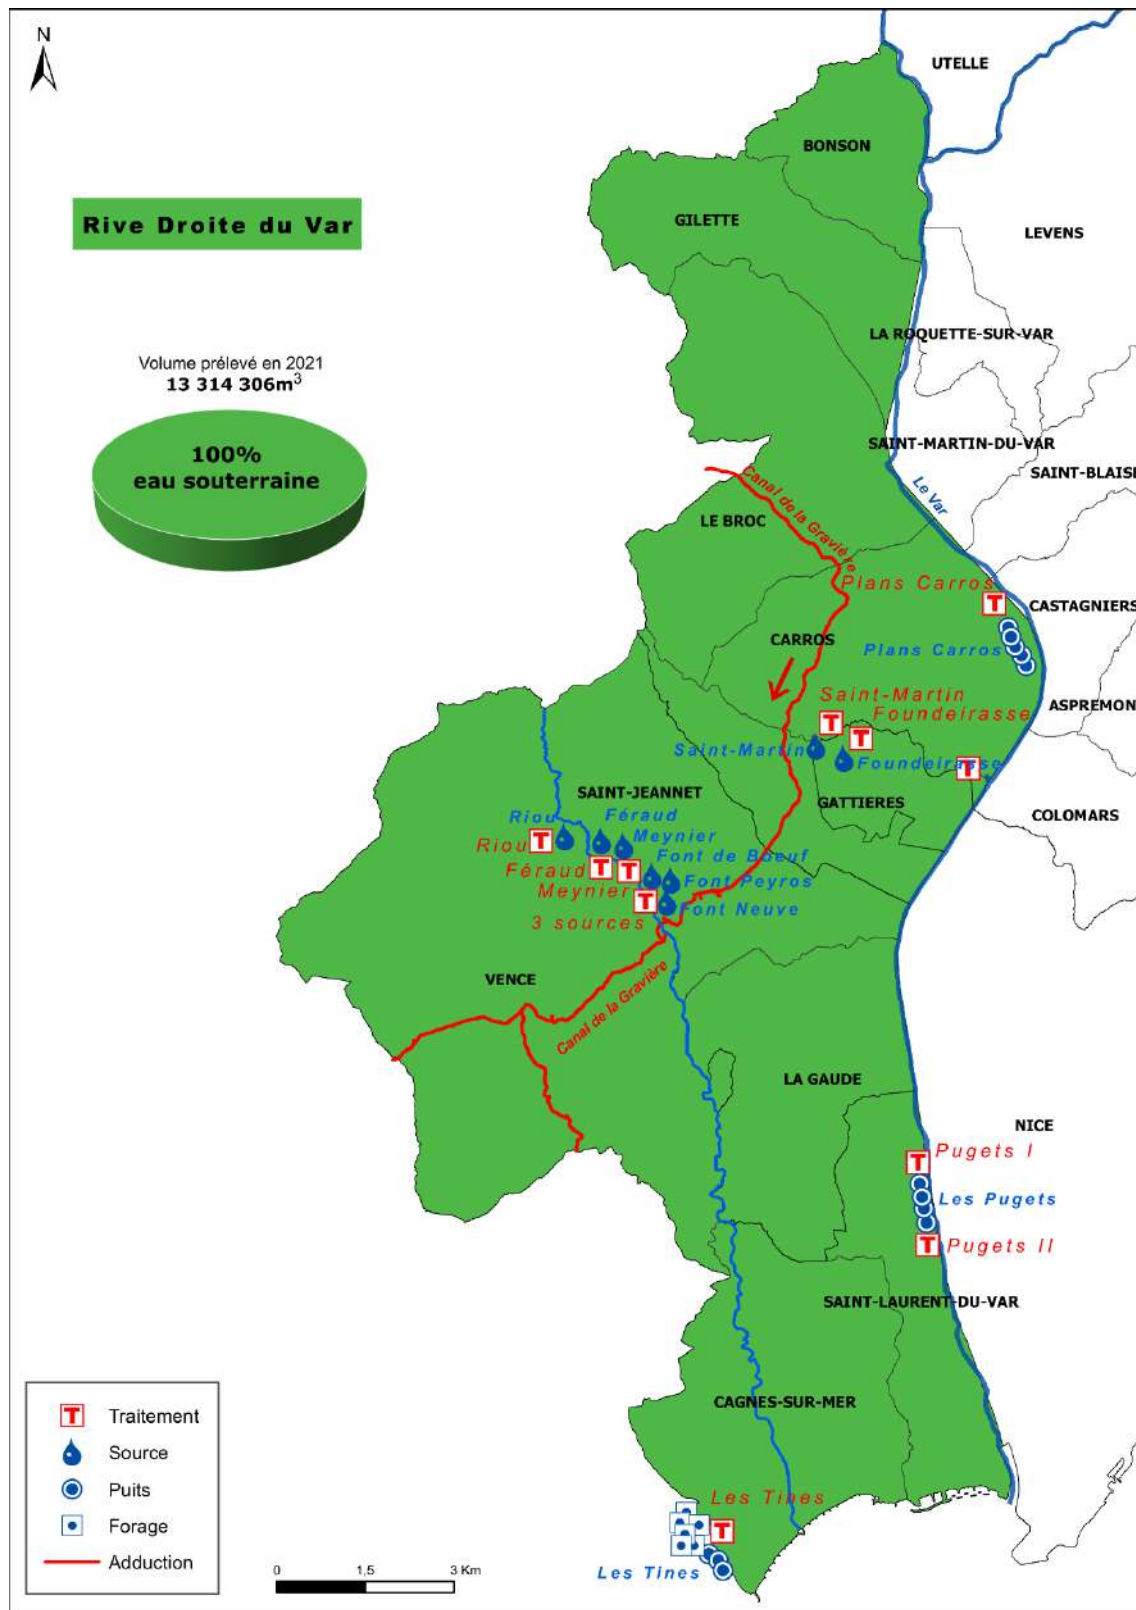 N
UTELLE
BONSON
Rive Droite du Var
GILETTE
LEVENS
LA ROQUETTE-SUR-VAR
Volume prélevé en 2021
13 314 306m³
100%
eau souterraine
SAINT-MARTIN-DU-VAR
SAINT-BLAISE
Le Var
Canal de la Gravière
LE BROC
Plans Carros
T
CASTAGNIERS
CARROS
Plans Carros
Saint-Martin
T
Foundeirasse
T
ASPREMON
Saint-Martin
Foundeirasse
T
SAINT-JEANNET
GATTIERES
COLOMARS
Riou
Féraud
Meynier
Riou
T
Font de Boeuf
Féraud
T
T
Font Peyros
Meynier
T
Font Neuve
3 sources
VENCE
Canal de la Gravière
LA GAUDE
NICE
Pugets I
T
Les Pugets
T
Pugets II
SAINT-LAURENT-DU-VAR
CAGNES-SUR-MER
T
Traitement
Source
Puits
Forage
Adduction
Les Tines
T
Les Tines
0
1,5
3 Km